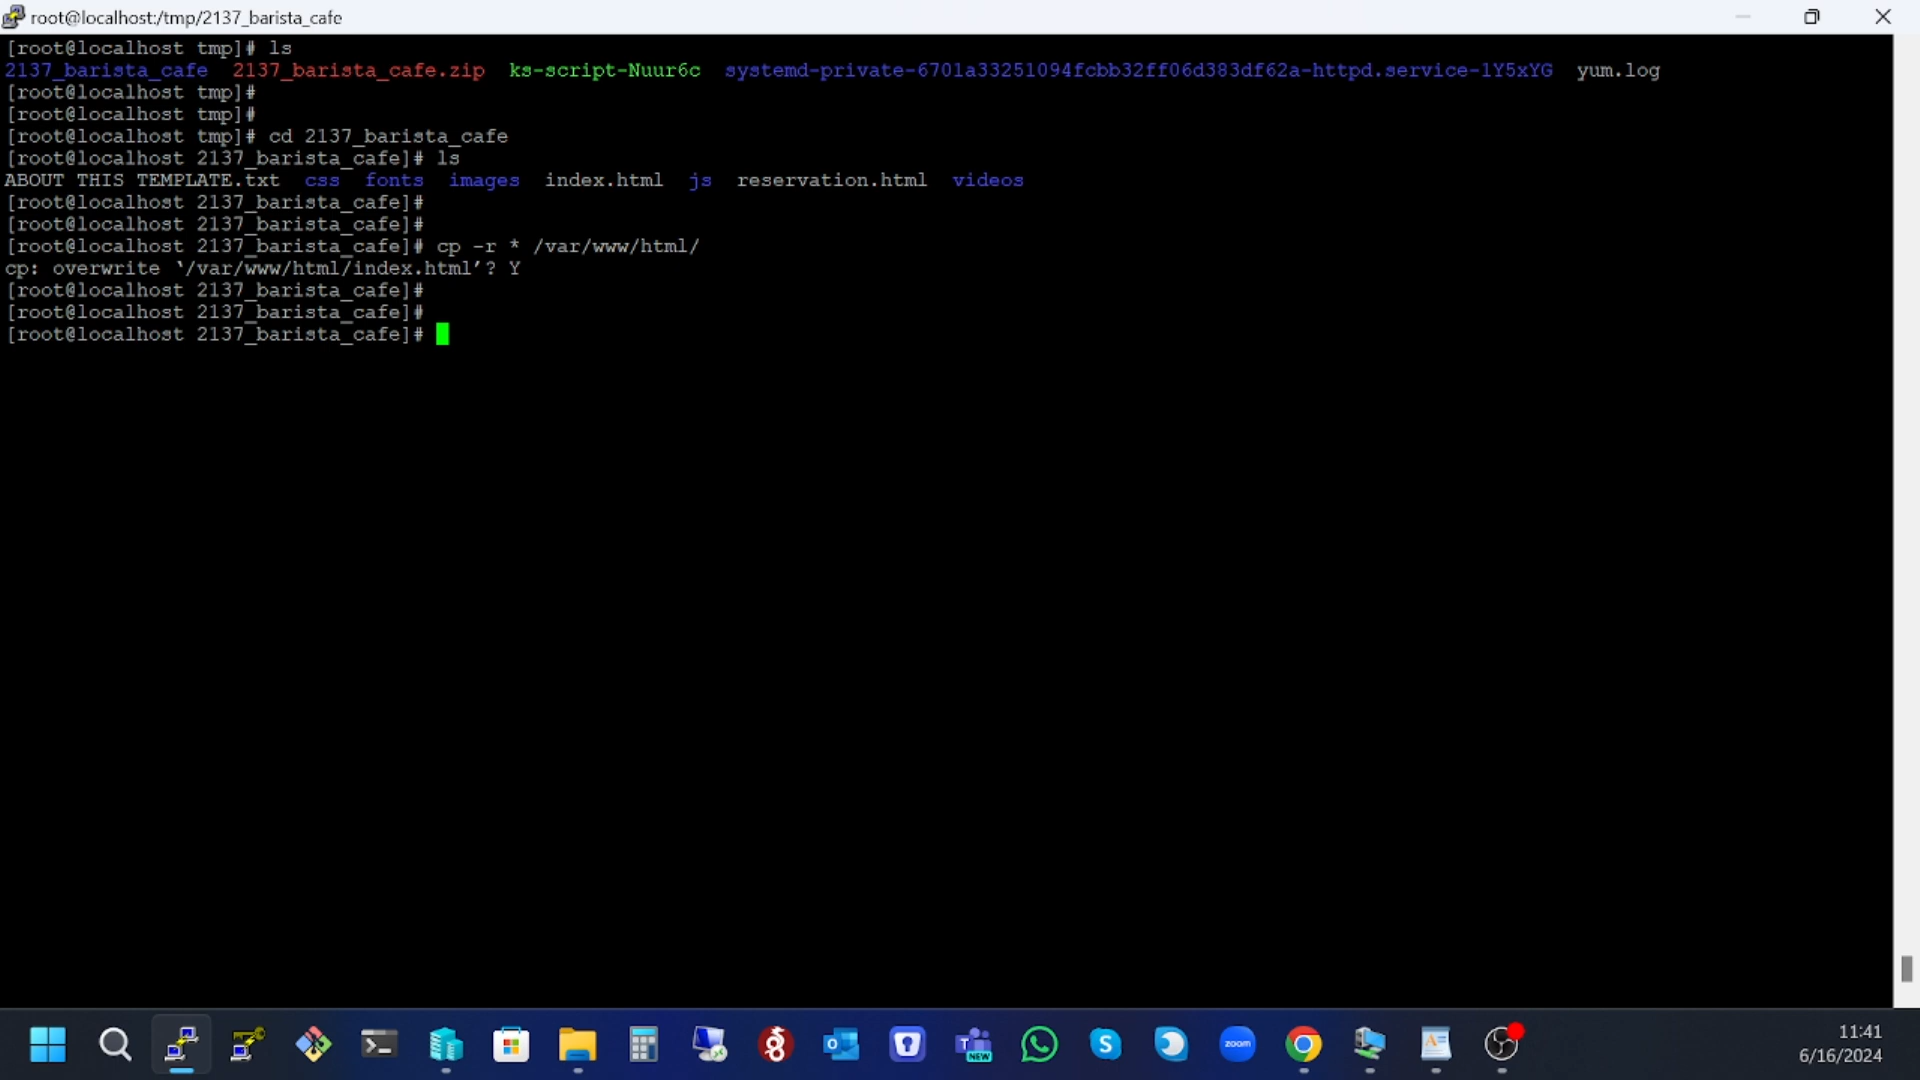 root@localhost:/tmp/2137_barista_cafe
[root@localhost tmp]# ls
2137_barista_cafe  2137_barista_cafe.zip  ks-script-Nuur6c  systemd-private-6701a33251094fcbb32ff06d383df62a-httpd.service-1Y5xYG  yum.log
[root@localhost tmp]#
[root@localhost tmp]#
[root@localhost tmp]# cd 2137_barista_cafe
[root@localhost 2137_barista_cafe]# ls
ABOUT THIS TEMPLATE.txt  css  fonts  images  index.html  js  reservation.html  videos
[root@localhost 2137_barista_cafe]#
[root@localhost 2137_barista_cafe]#
[root@localhost 2137_barista_cafe]# cp -r * /var/www/html/
cp: overwrite ‘/var/www/html/index.html’? Y
[root@localhost 2137_barista_cafe]#
[root@localhost 2137_barista_cafe]#
[root@localhost 2137_barista_cafe]#
T
NEW
S
zoom
11:41
6/16/2024